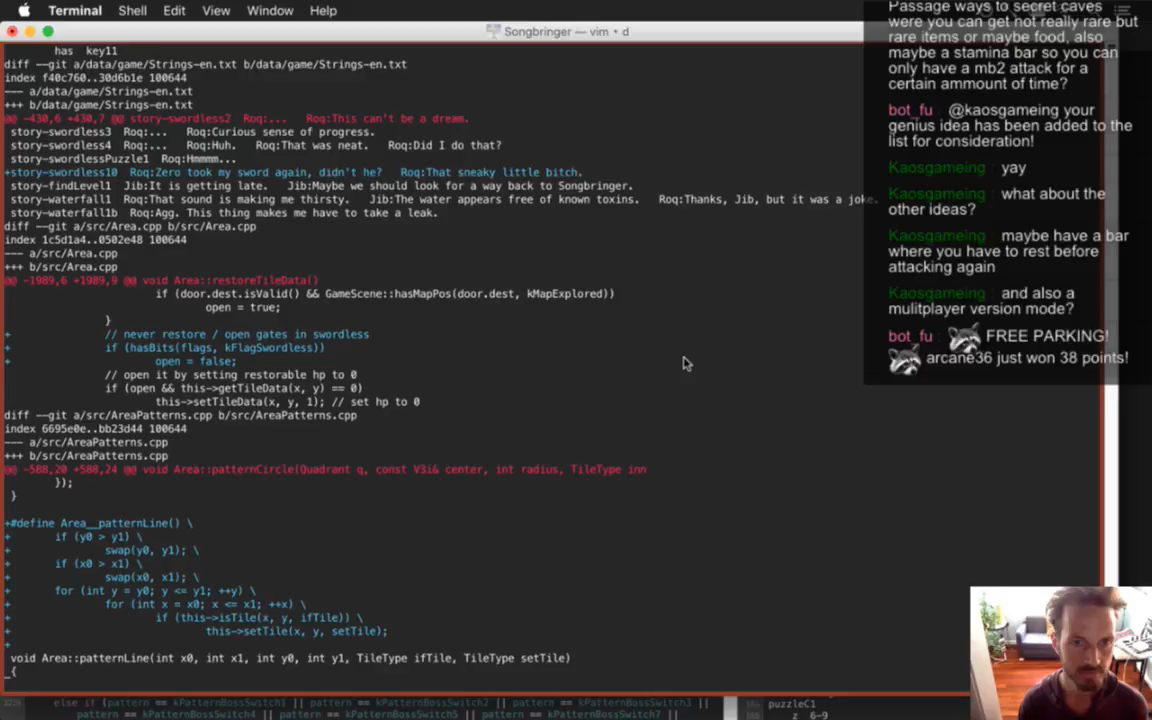 Terminal Shell Edit View Window Help
Songbringer — vim • d
has key11
diff --git a/data/game/Strings-en.txt b/data/game/Strings-en.txt
index f40c760..30d6b1e 100644
--- a/data/game/Strings-en.txt
+++ b/data/game/Strings-en.txt
@@ -430,6 +430,7 @@ story-swordless2 Roq:... Roq:This can't be a dream.
story-swordless3 Roq:... Roq:Curious sense of progress.
story-swordless4 Roq:Huh. Roq:That was neat. Roq:Did I do that?
story-swordlessPuzzle1 Roq:Hmmmm...
+story-swordless10 Roq:Zero took my sword again, didn't he? Roq:That sneaky little bitch.
story-findLevel1 Jib:It is getting late. Jib:Maybe we should look for a way back to Songbringer.
story-waterfall1 Roq:That sound is making me thirsty. Jib:The water appears free of known toxins. Roq:Thanks, Jib, but it was a joke.
story-waterfall1b Roq:Agg. This thing makes me have to take a leak.
diff --git a/src/Area.cpp b/src/Area.cpp
index 1c5d1a4..0502e48 100644
--- a/src/Area.cpp
+++ b/src/Area.cpp
@@ -1989,6 +1989,9 @@ void Area::restoreTileData()
if (door.dest.isValid() && GameScene::hasMapPos(door.dest, kMapExplored))
open = true;
}
+ // never restore / open gates in swordless
+ if (hasBits(flags, kFlagSwordless))
+ open = false;
// open it by setting restorable hp to 0
if (open && this->getTileData(x, y) == 0)
this->setTileData(x, y, 1); // set hp to 0
diff --git a/src/AreaPatterns.cpp b/src/AreaPatterns.cpp
index 6695e0e..bb23d44 100644
--- a/src/AreaPatterns.cpp
+++ b/src/AreaPatterns.cpp
@@ -588,20 +588,24 @@ void Area::patternCircle(Quadrant q, const V3i& center, int radius, TileType inn
});
}
+#define Area__patternLine() \
+ if (y0 > y1) \
+ swap(y0, y1); \
+ if (x0 > x1) \
+ swap(x0, x1); \
+ for (int y = y0; y <= y1; ++y) \
+ for (int x = x0; x <= x1; ++x) \
+ if (this->isTile(x, y, ifTile)) \
+ this->setTile(x, y, setTile);
+
void Area::patternLine(int x0, int x1, int y0, int y1, TileType ifTile, TileType setTile)
{
else if (pattern == kPatternBossSwitch1 || pattern == kPatternBossSwitch2 || pattern == kPatternBossSwitch3 ||
pattern == kPatternBossSwitch4 || pattern == kPatternBossSwitch5 || pattern == kPatternBossSwitch7 ||
puzzleC1
z 6-9
Passage ways to secret caves
were you can get not really rare but
rare items or maybe food, also
maybe a stamina bar so you can
only have a mb2 attack for a
certain ammount of time?
bot_fu @kaosgameing your
genius idea has been added to the
list for consideration!
Kaosgameing : yay
Kaosgameing : what about the
other ideas?
Kaosgameing : maybe have a bar
where you have to rest before
attacking again
Kaosgameing : and also a
mulitplayer version mode?
bot_fu : FREE PARKING!
arcane36 just won 38 points!